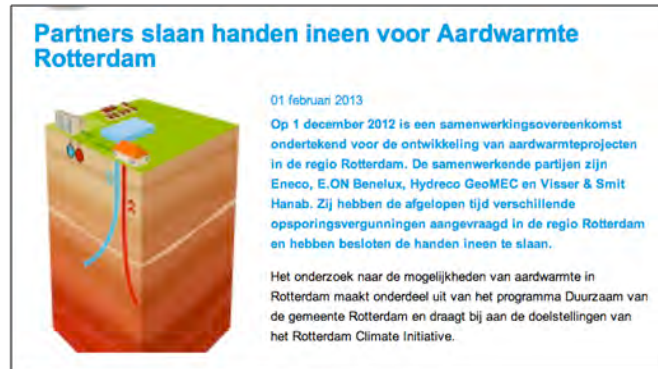 Partners slaan handen ineen voor Aardwarmte
Rotterdam
01 februari 2013
Op 1 december 2012 is een samenwerkingsovereenkomst
ondertekend voor de ontwikkeling van aardwarmteprojecten
in de regio Rotterdam. De samenwerkende partijen zijn
Eneco, E.ON Benelux, Hydreco GeoMEC en Visser & Smit
Hanab. Zij hebben de afgelopen tijd verschillende
opsporingsvergunningen aangevraagd in de regio Rotterdam
en hebben besloten de handen ineen te slaan.
Het onderzoek naar de mogelijkheden van aardwarmte in
Rotterdam maakt onderdeel uit van het programma Duurzaam van
de gemeente Rotterdam en draagt bij aan de doelstellingen van
het Rotterdam Climate Initiative.